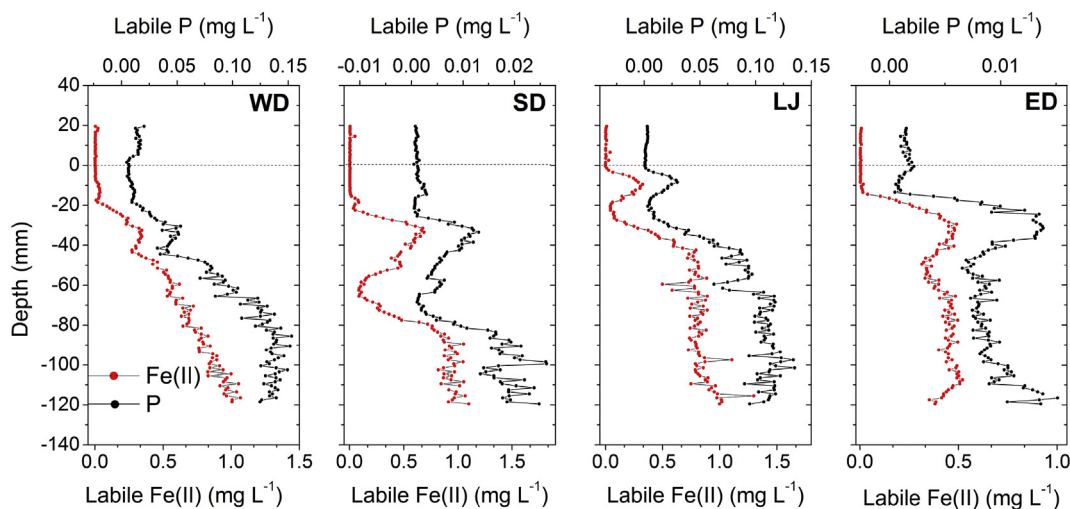 Labile P (mg L⁻¹) Labile P (mg L⁻¹) Labile P (mg L⁻¹) Labile P (mg L⁻¹)
0.00 0.05 0.10 0.15 -0.01 0.00 0.01 0.02 0.00 0.05 0.10 0.15 0.00 0.01
40 WD SD LJ ED
20
0
-20
-40
-60
-80
-100
-120
-140
Depth (mm)
Fe(II)
P
0.0 0.5 1.0 1.5 0.0 0.5 1.0 1.5 0.0 0.5 1.0 1.5 0.0 0.5 1.0
Labile Fe(II) (mg L⁻¹) Labile Fe(II) (mg L⁻¹) Labile Fe(II) (mg L⁻¹) Labile Fe(II) (mg L⁻¹)